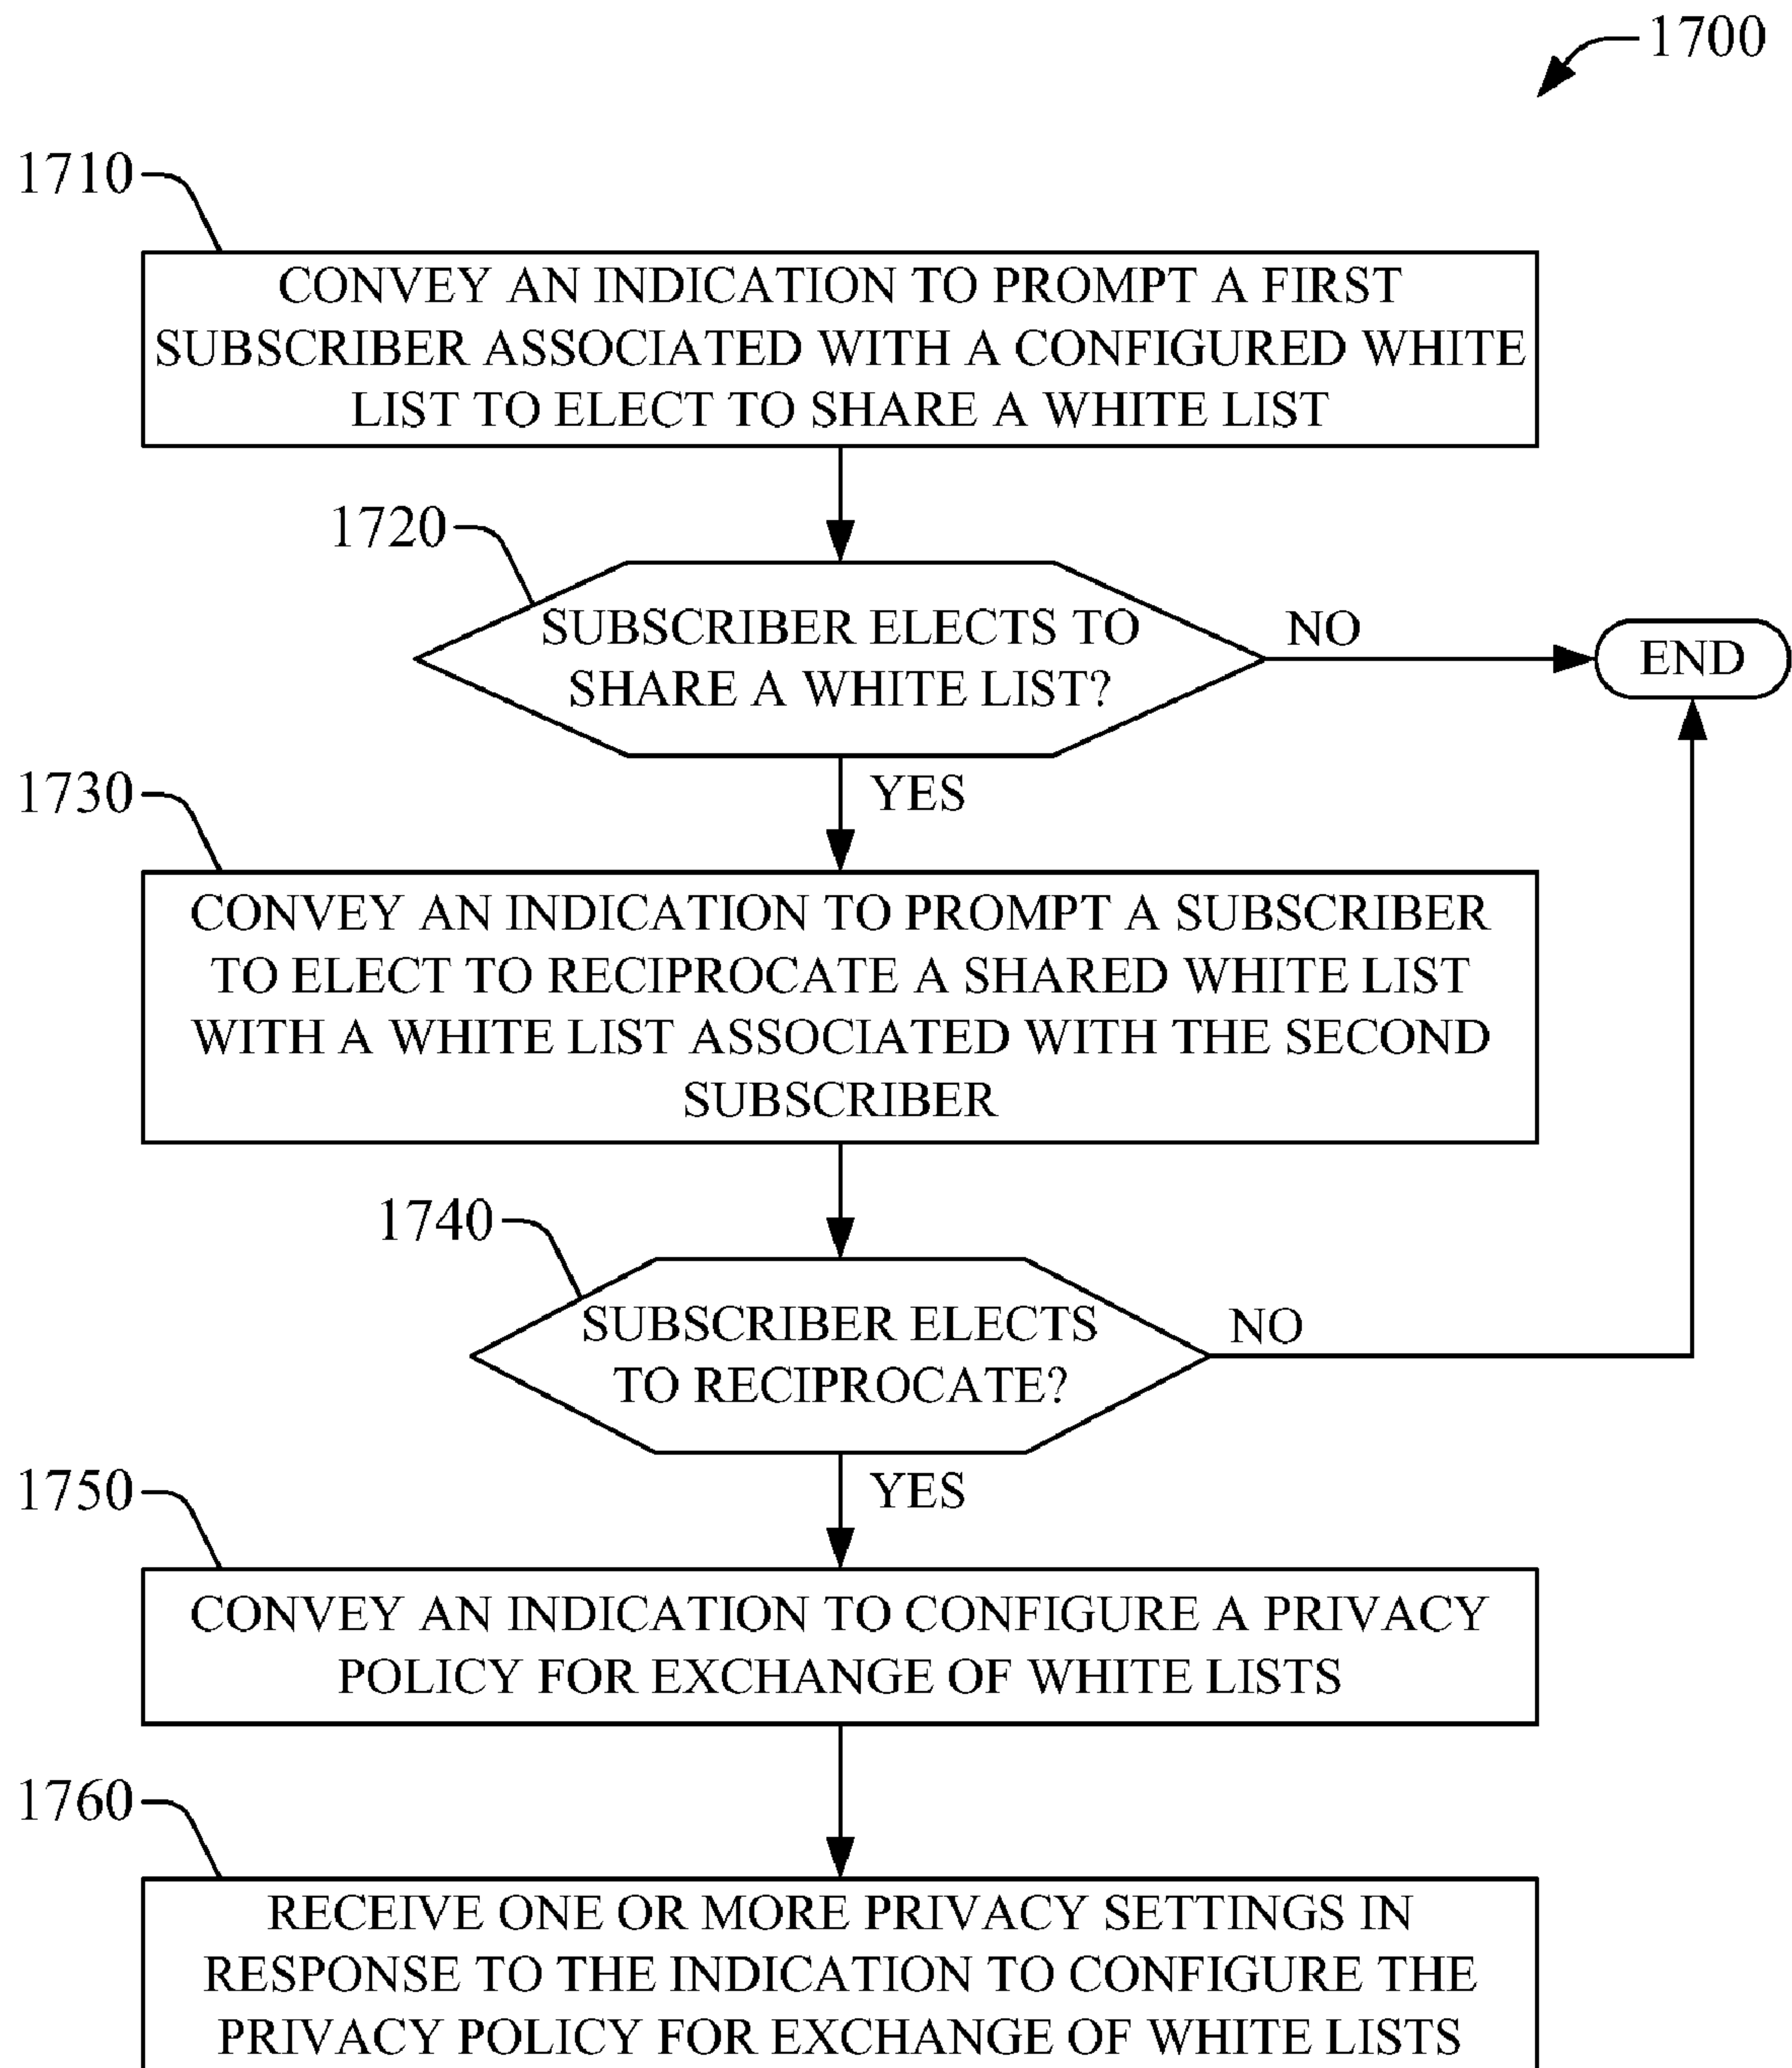 1700
1710
CONVEY AN INDICATION TO PROMPT A FIRST
SUBSCRIBER ASSOCIATED WITH A CONFIGURED WHITE
LIST TO ELECT TO SHARE A WHITE LIST
1720
SUBSCRIBER ELECTS TO
SHARE A WHITE LIST?
NO
END
YES
1730
CONVEY AN INDICATION TO PROMPT A SUBSCRIBER
TO ELECT TO RECIPROCATE A SHARED WHITE LIST
WITH A WHITE LIST ASSOCIATED WITH THE SECOND
SUBSCRIBER
1740
SUBSCRIBER ELECTS
TO RECIPROCATE?
NO
YES
1750
CONVEY AN INDICATION TO CONFIGURE A PRIVACY
POLICY FOR EXCHANGE OF WHITE LISTS
1760
RECEIVE ONE OR MORE PRIVACY SETTINGS IN
RESPONSE TO THE INDICATION TO CONFIGURE THE
PRIVACY POLICY FOR EXCHANGE OF WHITE LISTS